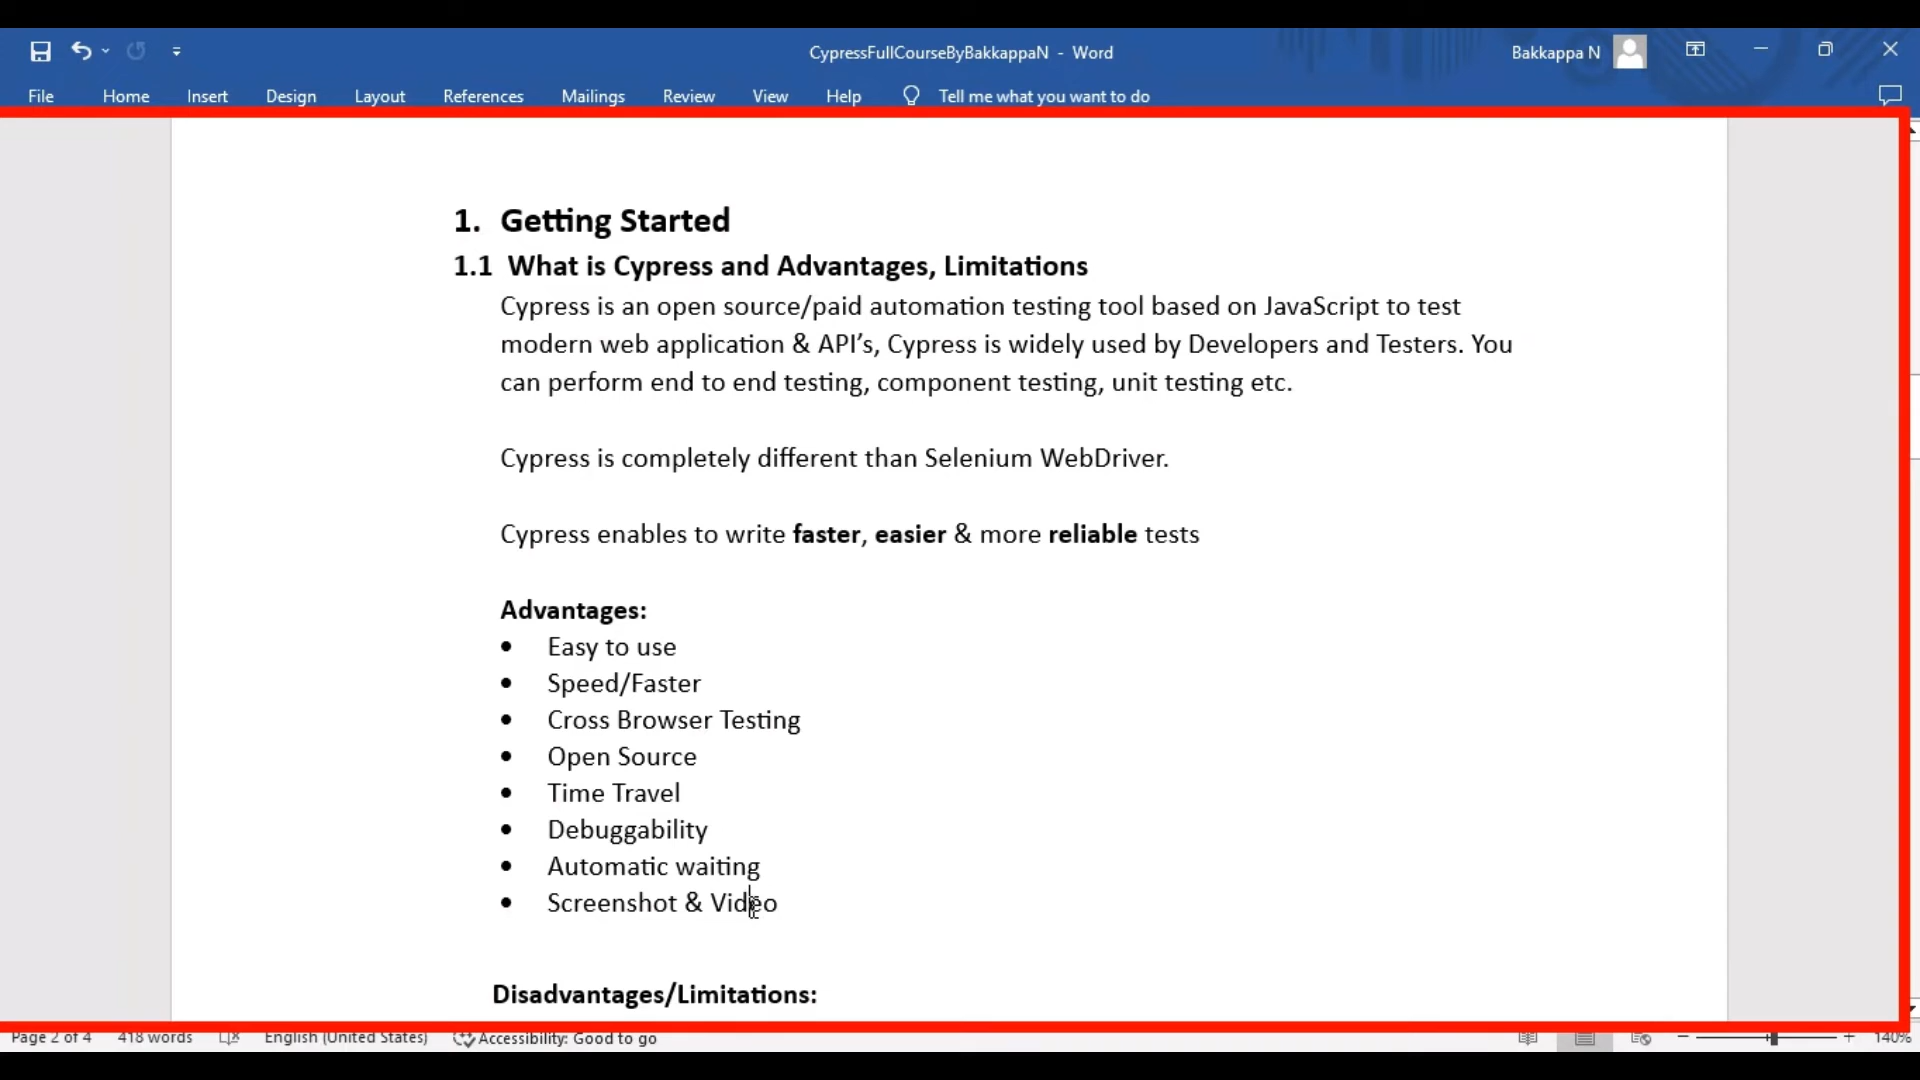 CypressFullCourseByBakkappaN - Word
Bakkappa N
File Home Insert Design Layout References Mailings Review View Help Tell me what you want to do
1. Getting Started
1.1 What is Cypress and Advantages, Limitations
Cypress is an open source/paid automation testing tool based on JavaScript to test
modern web application & API’s, Cypress is widely used by Developers and Testers. You
can perform end to end testing, component testing, unit testing etc.
Cypress is completely different than Selenium WebDriver.
Cypress enables to write faster, easier & more reliable tests
Advantages:
• Easy to use
• Speed/Faster
• Cross Browser Testing
• Open Source
• Time Travel
• Debuggability
• Automatic waiting
• Screenshot & Video
Disadvantages/Limitations:
Page 2 of 4 418 words English (United States) Accessibility: Good to go 140%